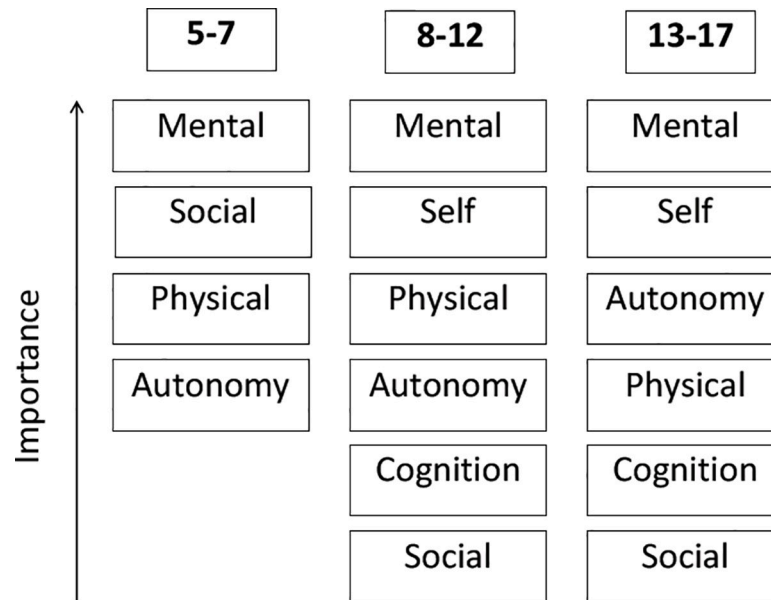 5-7 8-12 13-17
Mental Mental Mental
Social Self Self
Physical Physical Autonomy
Autonomy Autonomy Physical
Cognition Cognition
Social Social
Importance